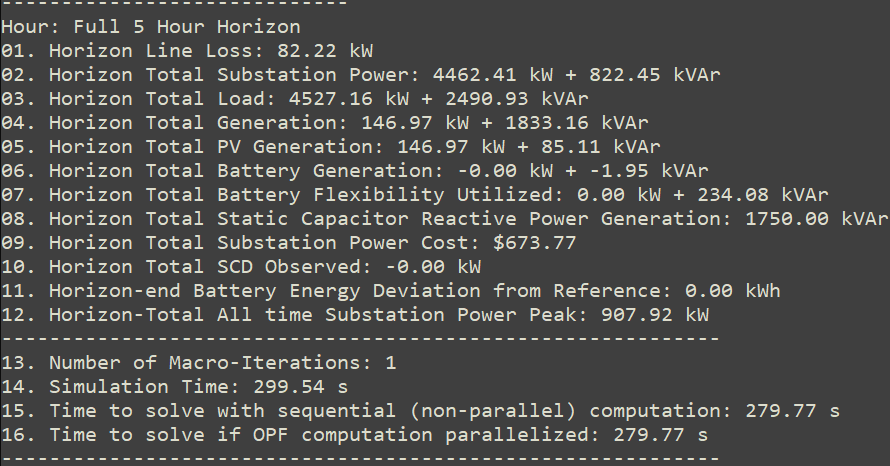 -----------------------------
Hour: Full 5 Hour Horizon
01. Horizon Line Loss: 82.22 kW
02. Horizon Total Substation Power: 4462.41 kW + 822.45 kVAr
03. Horizon Total Load: 4527.16 kW + 2490.93 kVAr
04. Horizon Total Generation: 146.97 kW + 1833.16 kVAr
05. Horizon Total PV Generation: 146.97 kW + 85.11 kVAr
06. Horizon Total Battery Generation: -0.00 kW + -1.95 kVAr
07. Horizon Total Battery Flexibility Utilized: 0.00 kW + 234.08 kVAr
08. Horizon Total Static Capacitor Reactive Power Generation: 1750.00 kVAr
09. Horizon Total Substation Power Cost: $673.77
10. Horizon Total SCD Observed: -0.00 kW
11. Horizon-end Battery Energy Deviation from Reference: 0.00 kWh
12. Horizon-Total All time Substation Power Peak: 907.92 kW
------------------------------------------------------------
13. Number of Macro-Iterations: 1
14. Simulation Time: 299.54 s
15. Time to solve with sequential (non-parallel) computation: 279.77 s
16. Time to solve if OPF computation parallelized: 279.77 s
------------------------------------------------------------